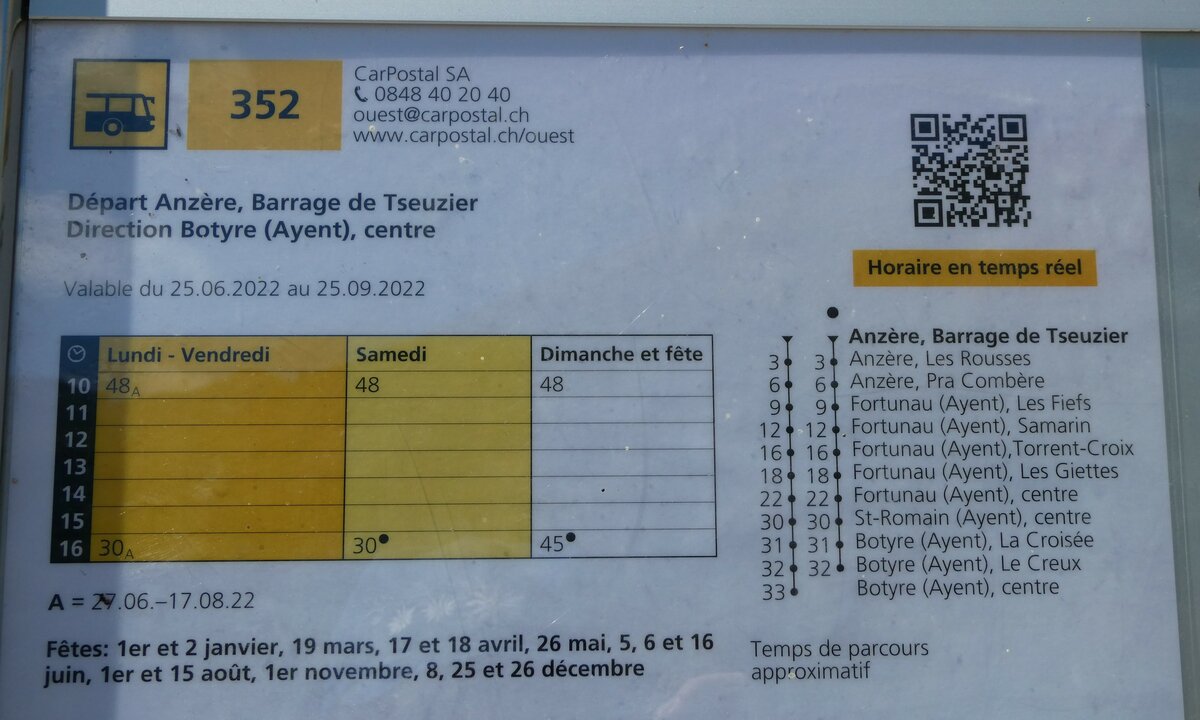 352
CarPostal SA
0848 40 20 40
ouest@carpostal.ch
www.carpostal.ch/ouest
Départ Anzère, Barrage de Tseuzier
Direction Botyre (Ayent), centre
Valable du 25.06.2022 au 25.09.2022
Horaire en temps réel
Lundi - Vendredi Samedi Dimanche et fête
10 48A 48 48
11
12
13
14
15
16 30A 30● 45●
A = 27.06.–17.08.22
Fêtes: 1er et 2 janvier, 19 mars, 17 et 18 avril, 26 mai, 5, 6 et 16
juin, 1er et 15 août, 1er novembre, 8, 25 et 26 décembre
●
Anzère, Barrage de Tseuzier
3 3 Anzère, Les Rousses
6 6 Anzère, Pra Combère
9 9 Fortunau (Ayent), Les Fiefs
12 12 Fortunau (Ayent), Samarin
16 16 Fortunau (Ayent),Torrent-Croix
18 18 Fortunau (Ayent), Les Giettes
22 22 Fortunau (Ayent), centre
30 30 St-Romain (Ayent), centre
31 31 Botyre (Ayent), La Croisée
32 32 Botyre (Ayent), Le Creux
33 Botyre (Ayent), centre
Temps de parcours
approximatif